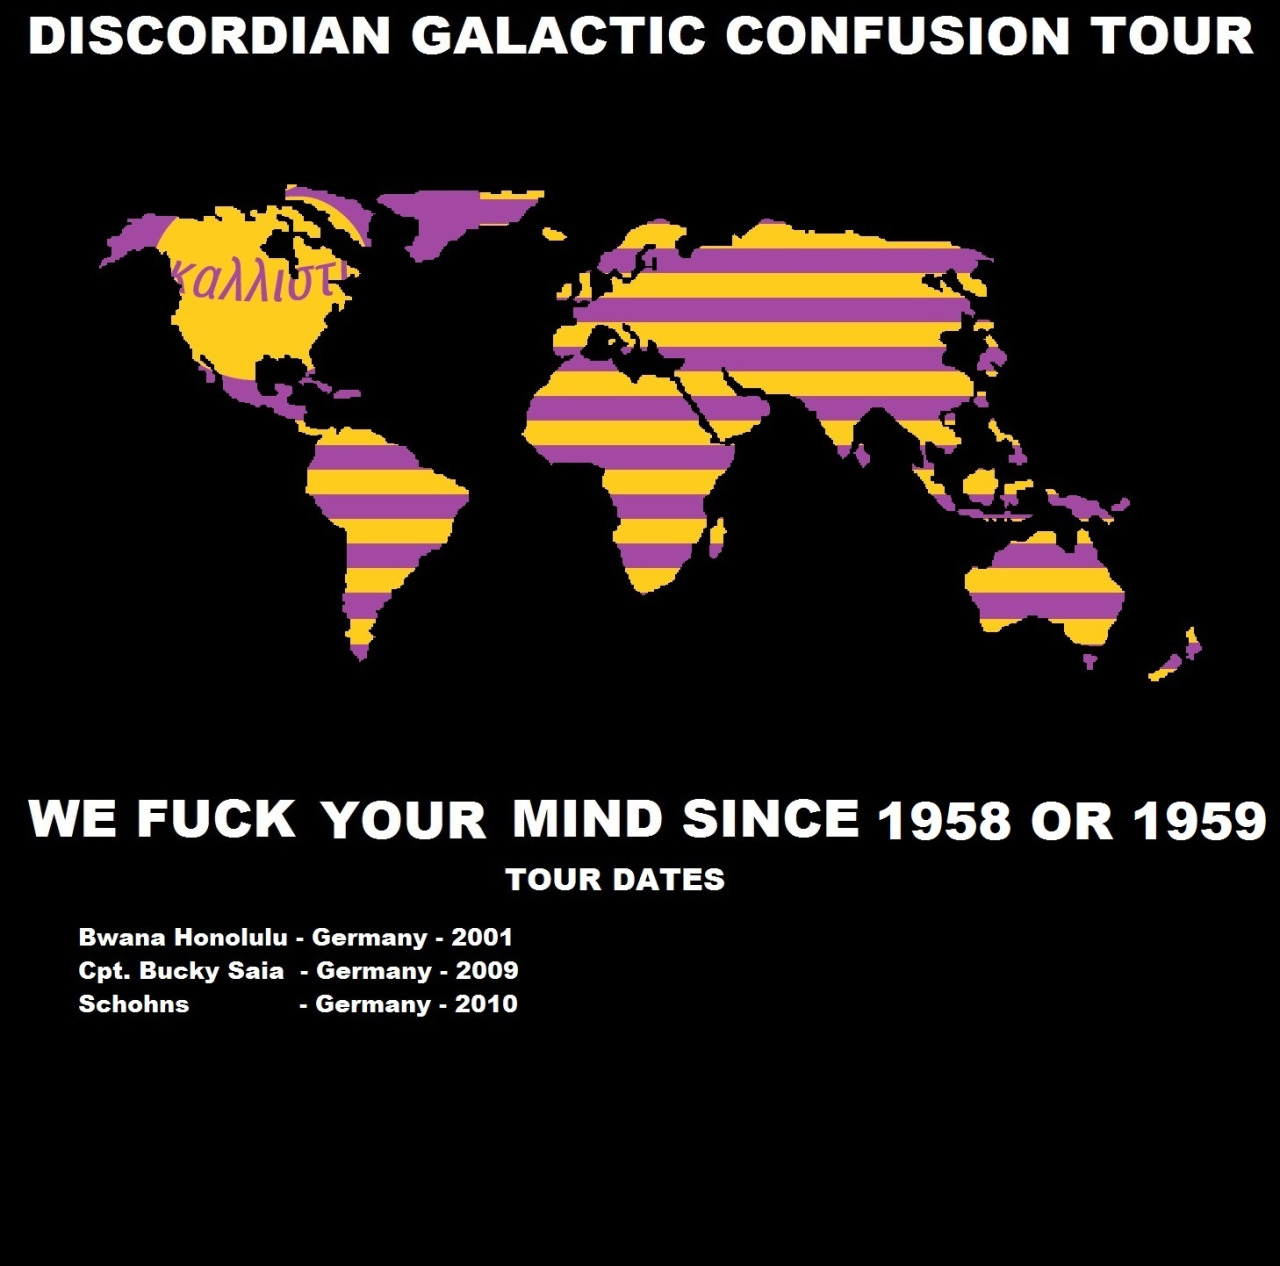 DISCORDIAN GALACTIC CONFUSION TOUR
καλλιστι
WE FUCK YOUR MIND SINCE 1958 OR 1959
TOUR DATES
Bwana Honolulu - Germany - 2001
Cpt. Bucky Saia - Germany - 2009
Schohns - Germany - 2010